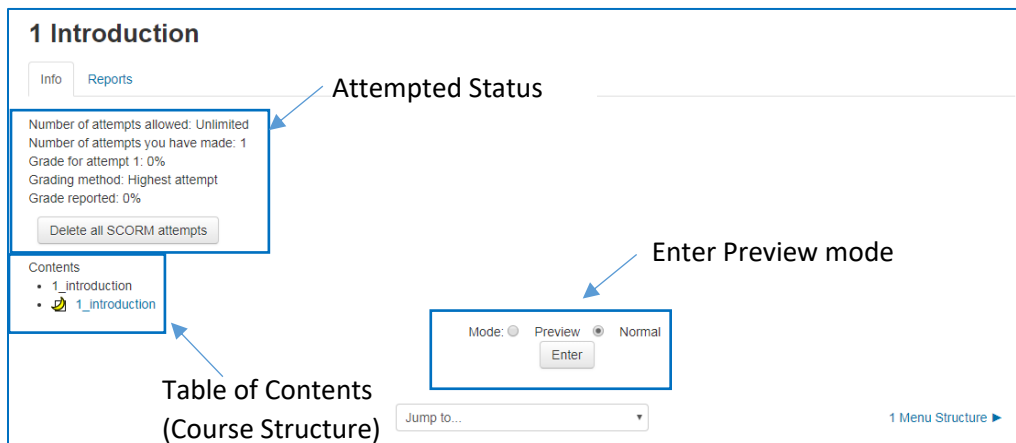 1 Introduction
Info Reports
Attempted Status
Number of attempts allowed: Unlimited
Number of attempts you have made: 1
Grade for attempt 1: 0%
Grading method: Highest attempt
Grade reported: 0%
Delete all SCORM attempts
Enter Preview mode
Contents
• 1_introduction
• 1_introduction
Mode: Preview Normal
Enter
Table of Contents
(Course Structure)
Jump to...
1 Menu Structure ►